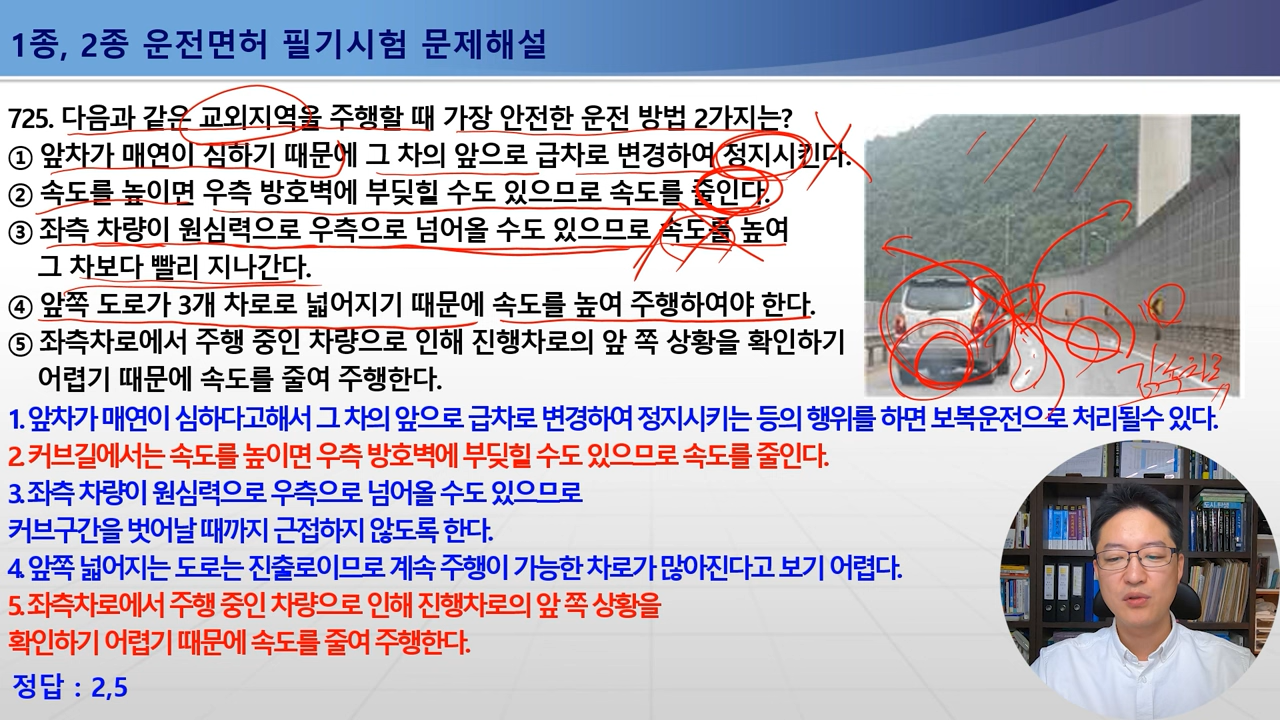 1종, 2종 운전면허 필기시험 문제해설
725. 다음과 같은 교외지역을 주행할 때 가장 안전한 운전 방법 2가지는?
① 앞차가 매연이 심하기 때문에 그 차의 앞으로 급차로 변경하여 정지시킨다.
② 속도를 높이면 우측 방호벽에 부딪힐 수도 있으므로 속도를 줄인다.
③ 좌측 차량이 원심력으로 우측으로 넘어올 수도 있으므로 속도를 높여
그 차보다 빨리 지나간다.
④ 앞쪽 도로가 3개 차로로 넓어지기 때문에 속도를 높여 주행하여야 한다.
⑤ 좌측차로에서 주행 중인 차량으로 인해 진행차로의 앞 쪽 상황을 확인하기
어렵기 때문에 속도를 줄여 주행한다.
1. 앞차가 매연이 심하다고해서 그 차의 앞으로 급차로 변경하여 정지시키는 등의 행위를 하면 보복운전으로 처리될수 있다.
2. 커브길에서는 속도를 높이면 우측 방호벽에 부딪힐 수도 있으므로 속도를 줄인다.
3. 좌측 차량이 원심력으로 우측으로 넘어올 수도 있으므로
커브구간을 벗어날 때까지 근접하지 않도록 한다.
4. 앞쪽 넓어지는 도로는 진출로이므로 계속 주행이 가능한 차로가 많아진다고 보기 어렵다.
5. 좌측차로에서 주행 중인 차량으로 인해 진행차로의 앞 쪽 상황을
확인하기 어렵기 때문에 속도를 줄여 주행한다.
정답 : 2,5